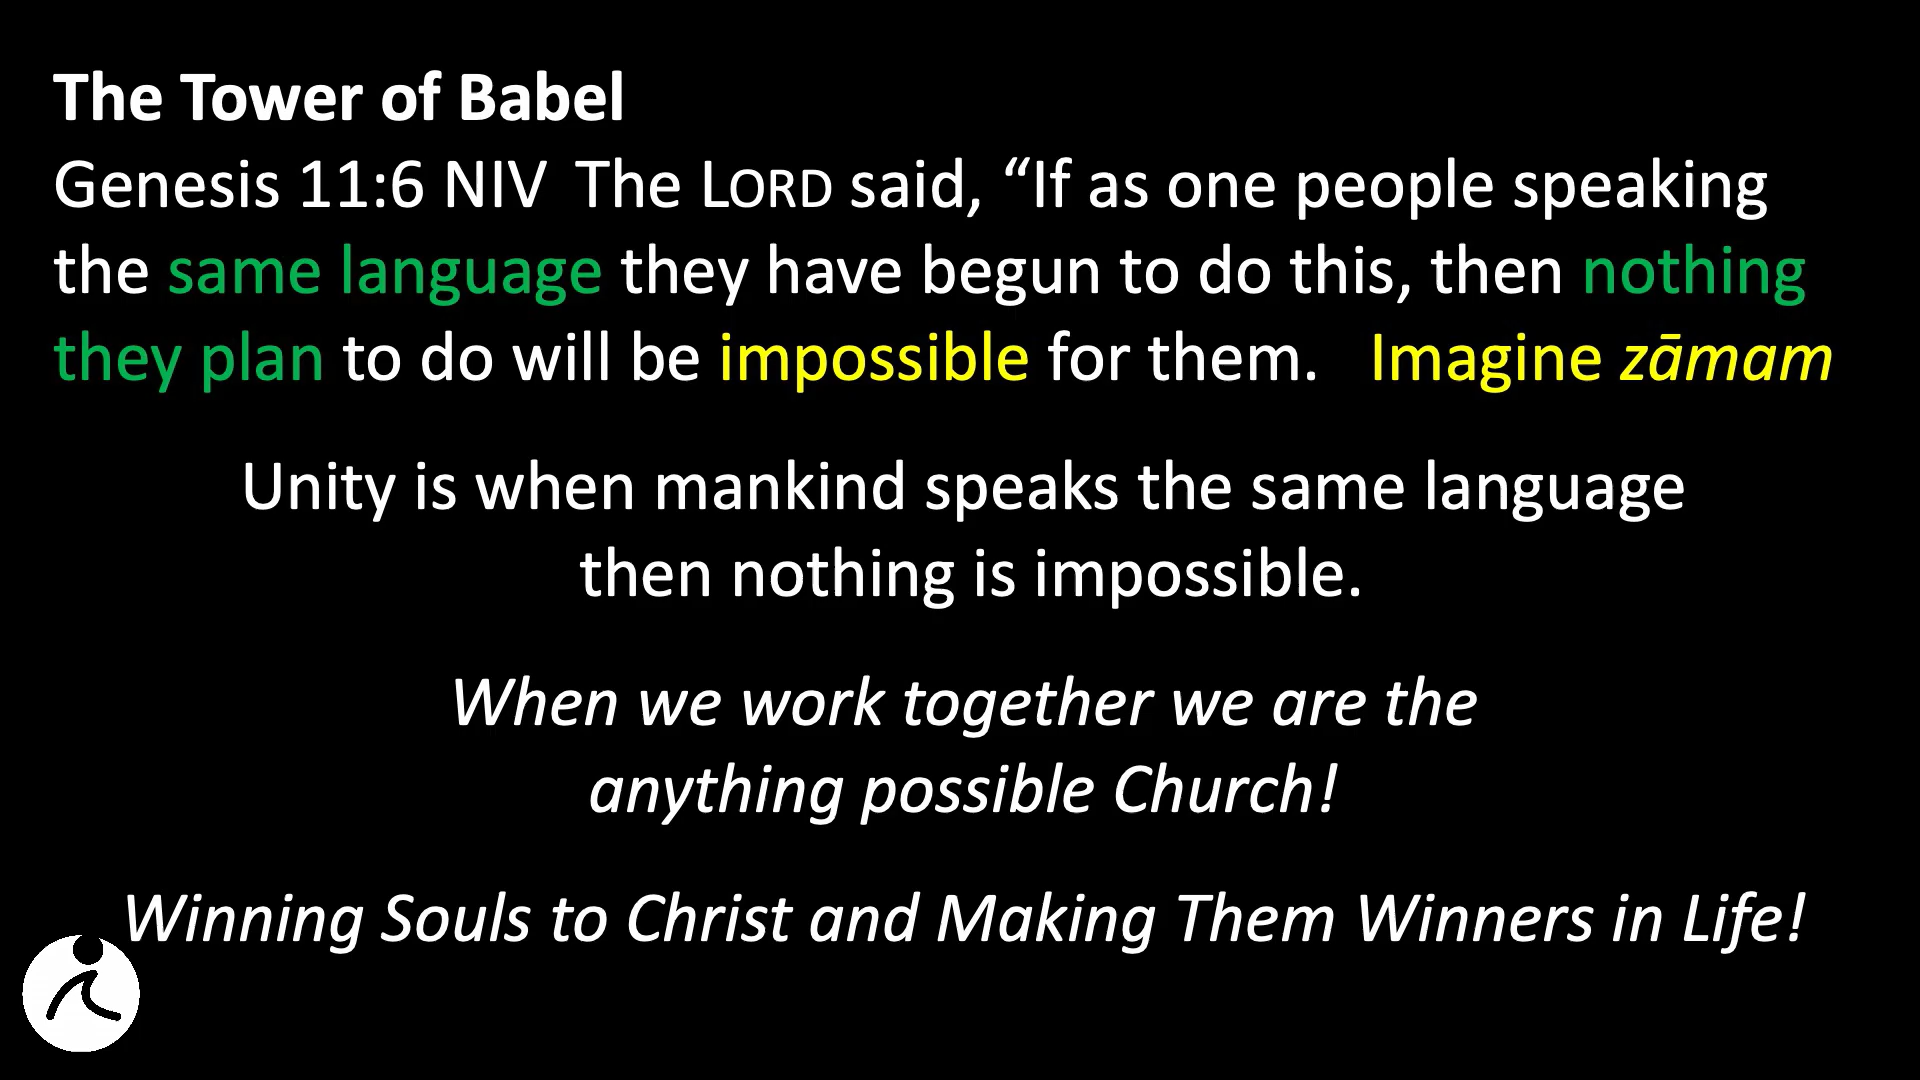 The Tower of Babel
Genesis 11:6 NIV  The LORD said, “If as one people speaking
the same language they have begun to do this, then nothing
they plan to do will be impossible for them.   Imagine zāmam
Unity is when mankind speaks the same language
then nothing is impossible.
When we work together we are the
anything possible Church!
Winning Souls to Christ and Making Them Winners in Life!